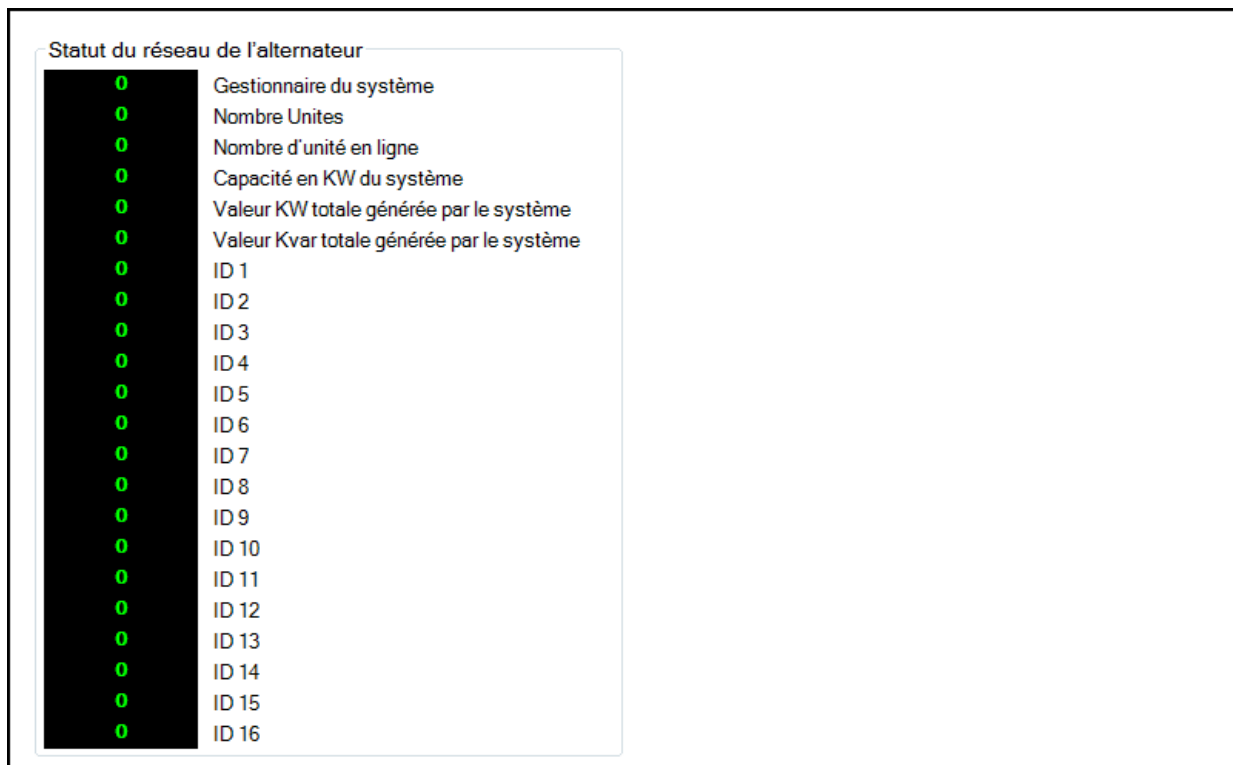 Statut du réseau de l'alternateur
0 Gestionnaire du système
0 Nombre Unites
0 Nombre d'unité en ligne
0 Capacité en KW du système
0 Valeur KW totale générée par le système
0 Valeur Kvar totale générée par le système
0 ID 1
0 ID 2
0 ID 3
0 ID 4
0 ID 5
0 ID 6
0 ID 7
0 ID 8
0 ID 9
0 ID 10
0 ID 11
0 ID 12
0 ID 13
0 ID 14
0 ID 15
0 ID 16